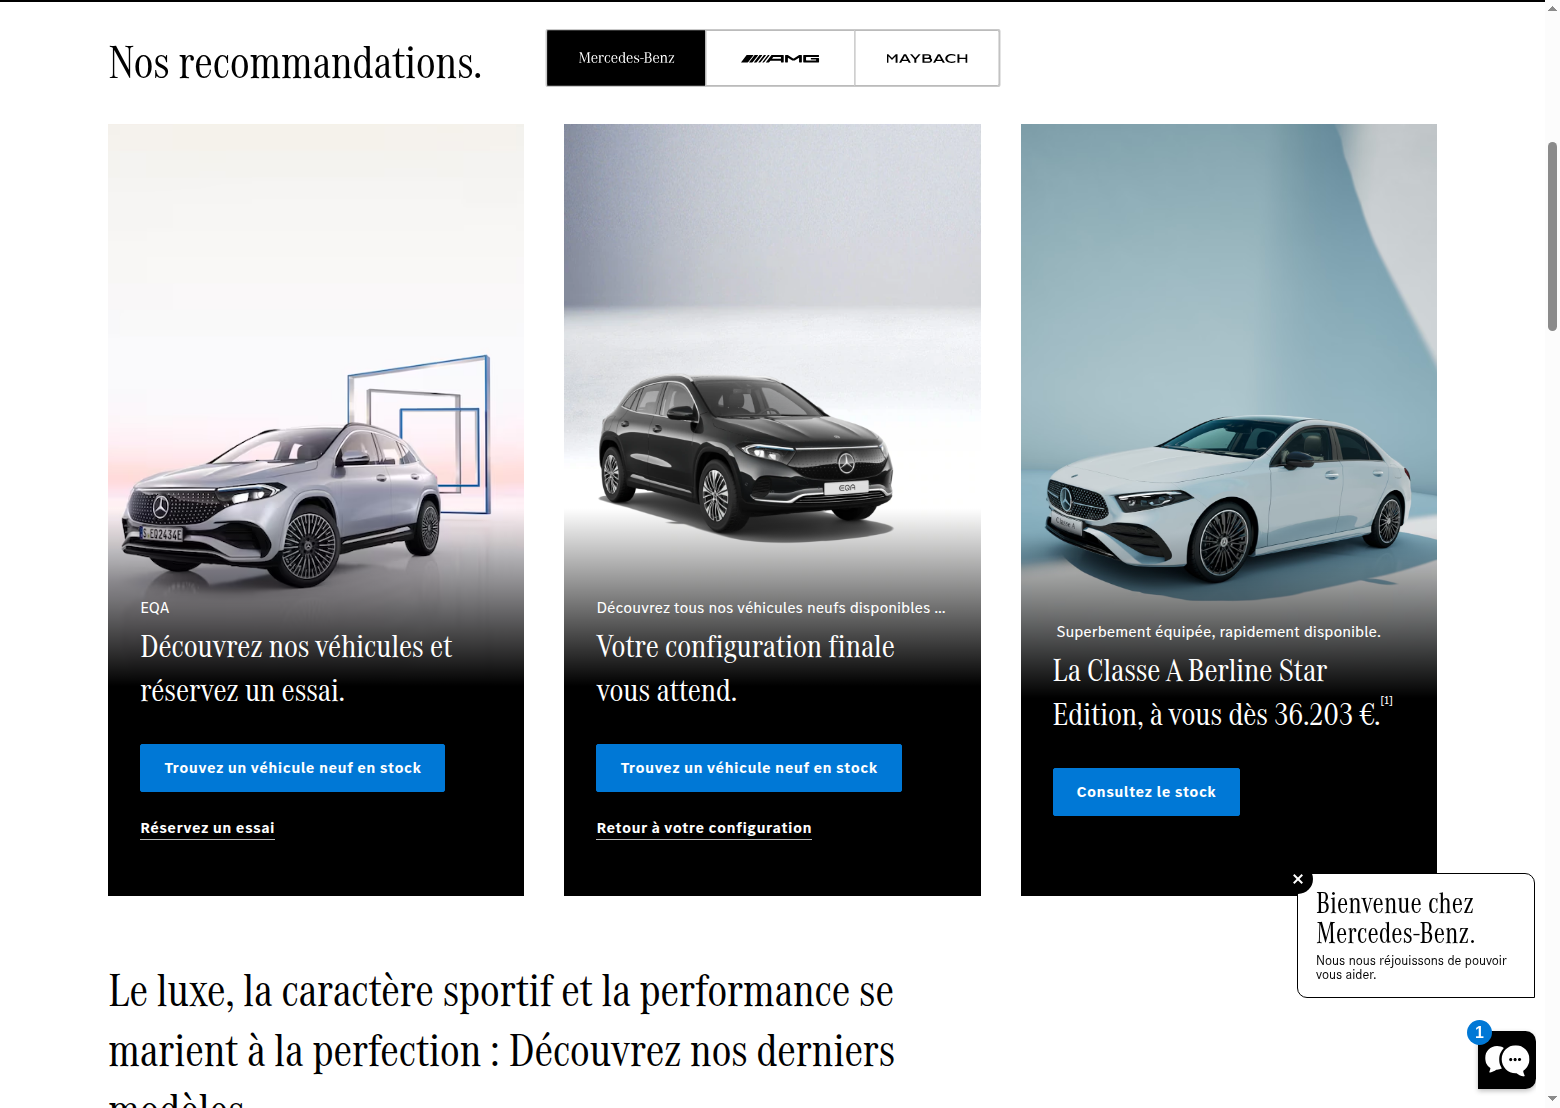 Nos recommandations.
Mercedes-Benz
AMG
MAYBACH
S·EQ2434E
EQA
Découvrez nos véhicules et
réservez un essai.
Trouvez un véhicule neuf en stock
Réservez un essai
EQA
Découvrez tous nos véhicules neufs disponibles ...
Votre configuration finale
vous attend.
Trouvez un véhicule neuf en stock
Retour à votre configuration
Classe A
Superbement équipée, rapidement disponible.
La Classe A Berline Star
Edition, à vous dès 36.203 €.[1]
Consultez le stock
Bienvenue chez
Mercedes-Benz.
Nous nous réjouissons de pouvoir
vous aider.
1
Le luxe, la caractère sportif et la performance se
marient à la perfection : Découvrez nos derniers
modèles